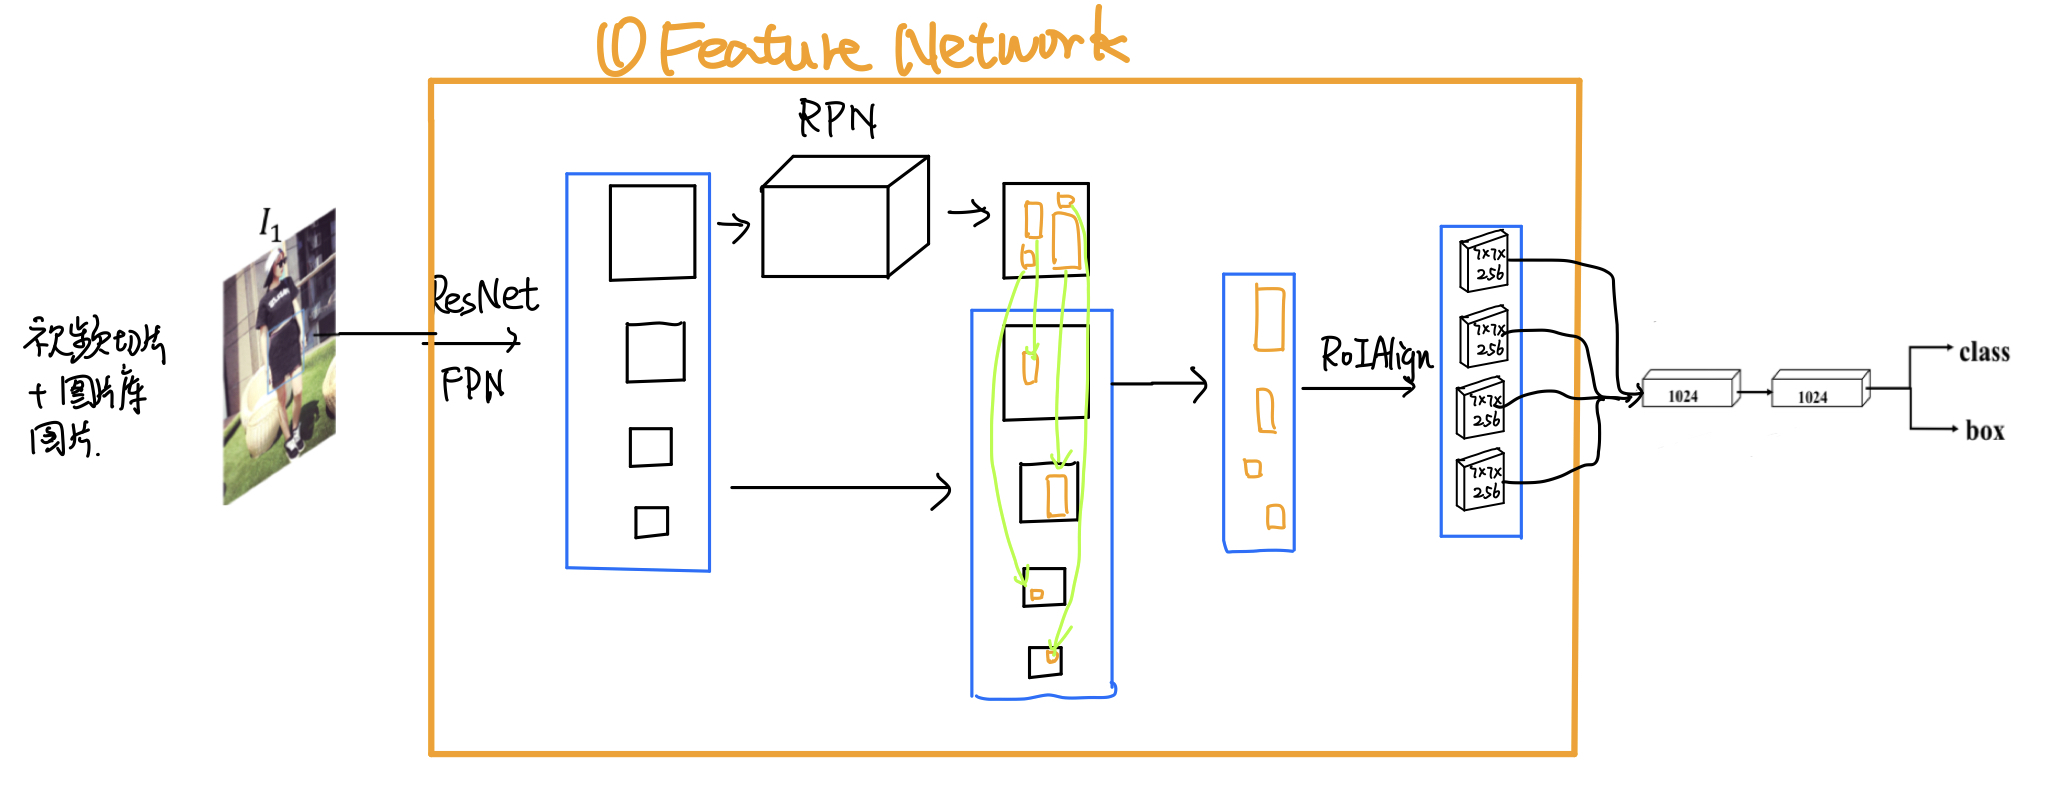 ① Feature Network
RPN
I₁
ResNet
FPN
视频切片
+ 图片库
图片.
RoIAlign
7x7x
256
7x7x
256
7x7x
256
7x7x
256
1024
1024
class
box